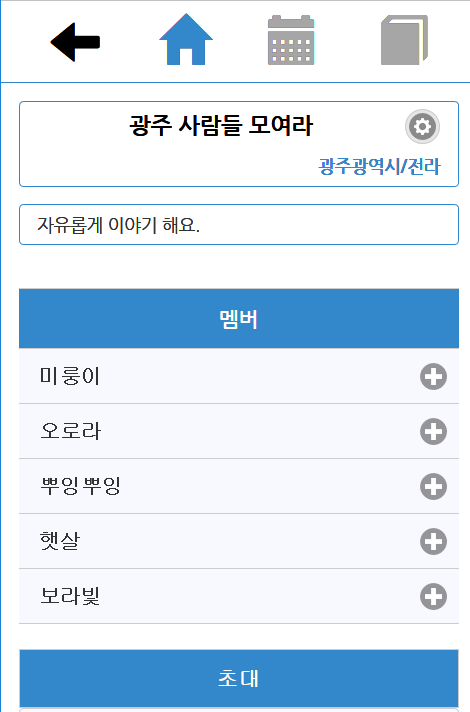 광주 사람들 모여라
광주광역시/전라
자유롭게 이야기 해요.
멤버
미룽이
오로라
뿌잉뿌잉
햇살
보라빛
초대